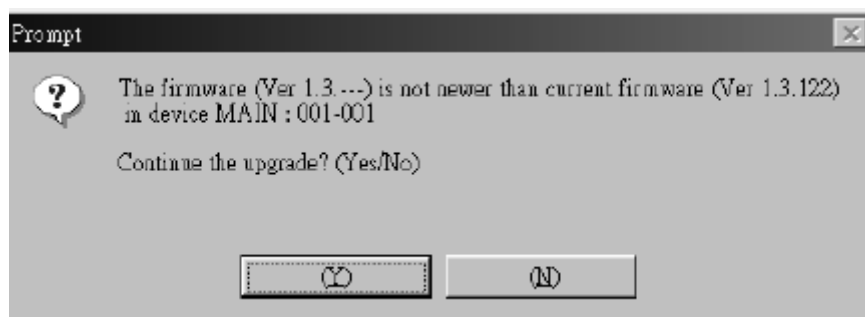 Prompt
The firmware (Ver 1.3.---) is not newer than current firmware (Ver 1.3.122)
in device MAIN : 001-001
Continue the upgrade? (Yes/No)
(Y) (N)